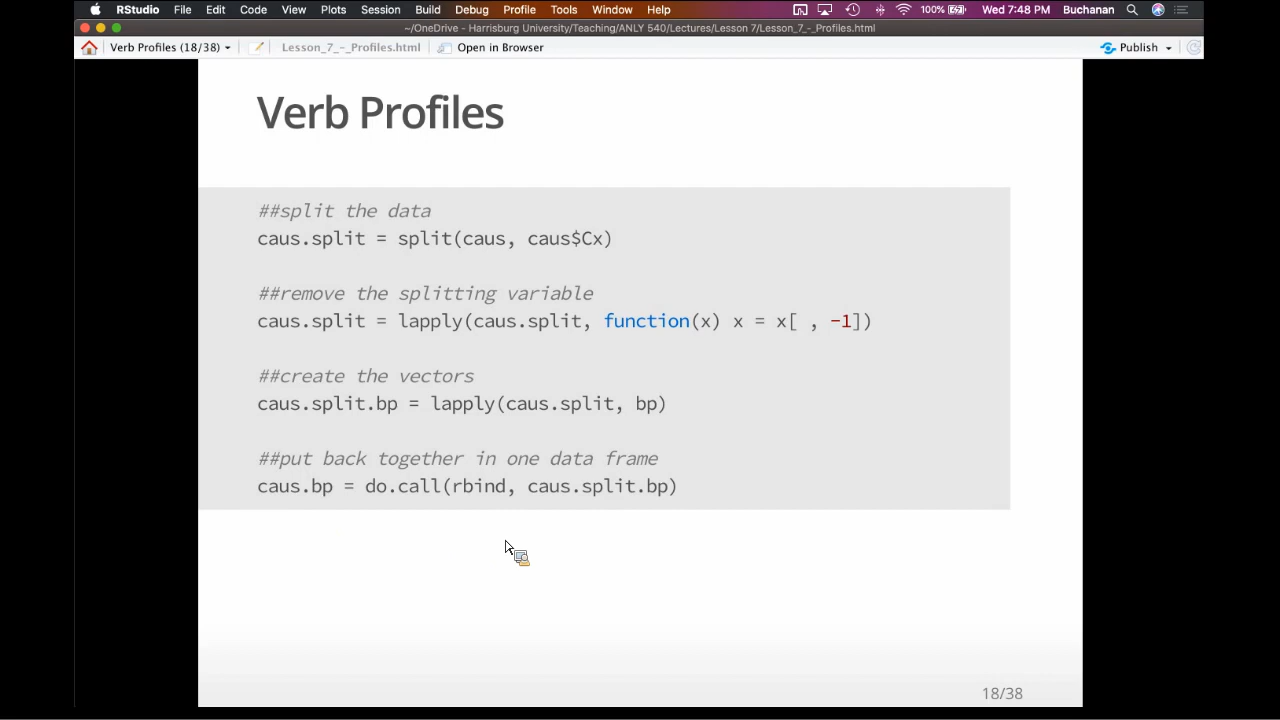 RStudio File Edit Code View Plots Session Build Debug Profile Tools Window Help 100% Wed 7:48 PM Buchanan
~/OneDrive - Harrisburg University/Teaching/ANLY 540/Lectures/Lesson 7/Lesson_7_-_Profiles.html
Verb Profiles (18/38) Lesson_7_-_Profiles.html Open in Browser Publish
Verb Profiles
##split the data
caus.split = split(caus, caus$Cx)
##remove the splitting variable
caus.split = lapply(caus.split, function(x) x = x[ , -1])
##create the vectors
caus.split.bp = lapply(caus.split, bp)
##put back together in one data frame
caus.bp = do.call(rbind, caus.split.bp)
18/38